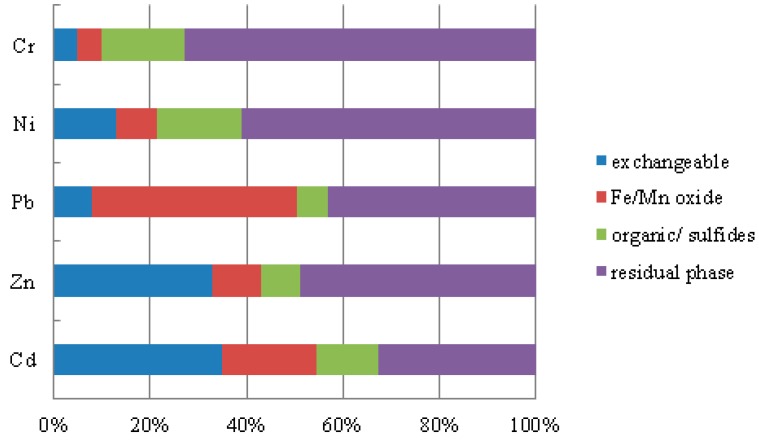 Cr
Ni
Pb
Zn
Cd
0% 20% 40% 60% 80% 100%
exchangeable
Fe/Mn oxide
organic/ sulfides
residual phase